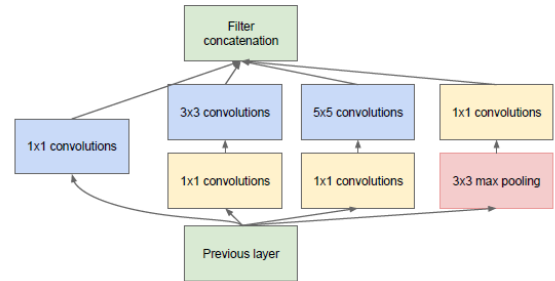 Filter
concatenation
3x3 convolutions
5x5 convolutions
1x1 convolutions
1x1 convolutions
1x1 convolutions
1x1 convolutions
3x3 max pooling
Previous layer